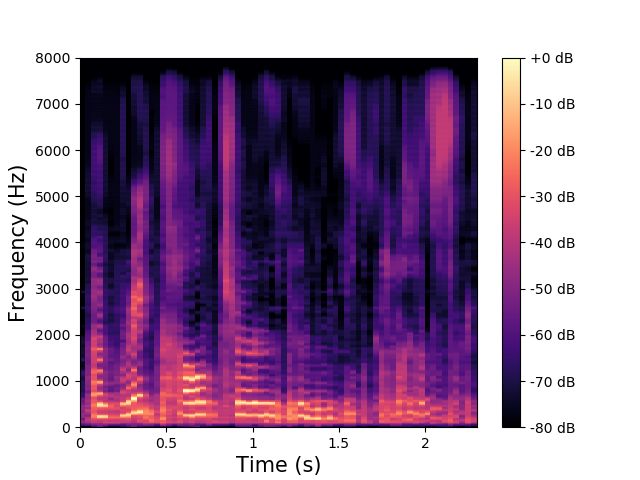 8000
7000
6000
5000
4000
3000
2000
1000
0
Frequency (Hz)
0
0.5
1
1.5
2
Time (s)
+0 dB
-10 dB
-20 dB
-30 dB
-40 dB
-50 dB
-60 dB
-70 dB
-80 dB